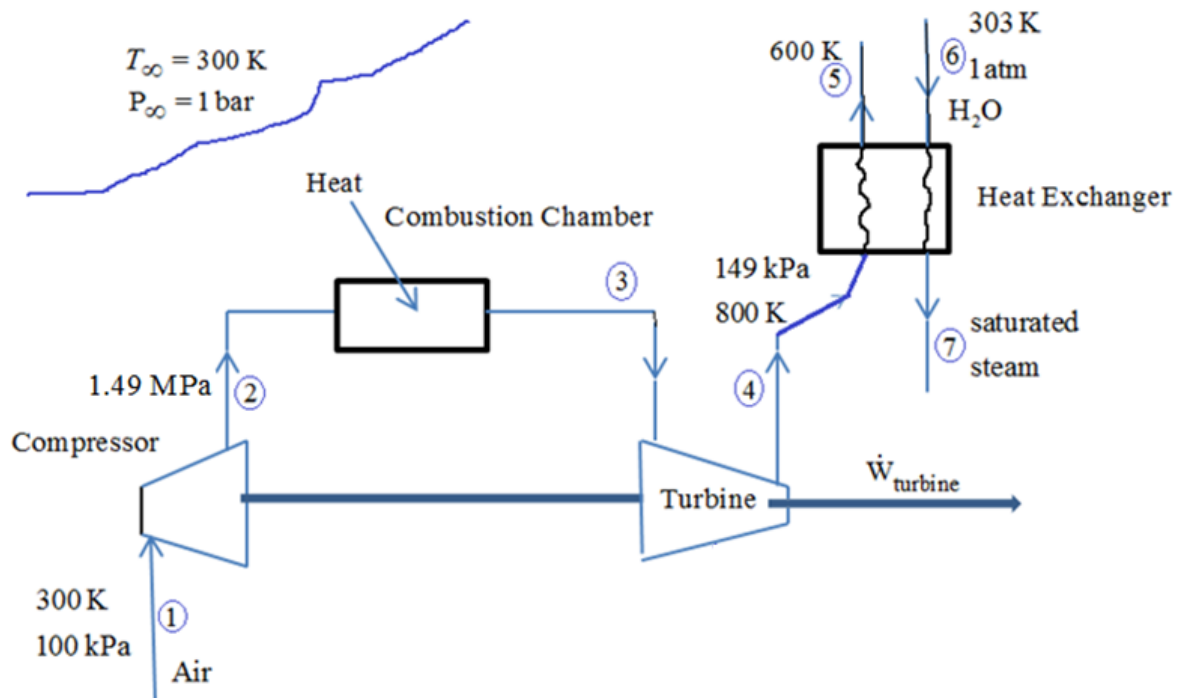 T∞ = 300 K
P∞ = 1 bar
600 K
5
303 K
6
1 atm
H₂O
Heat
Combustion Chamber
Heat Exchanger
3
149 kPa
800 K
saturated
7
steam
1.49 MPa
2
4
Compressor
Ẇturbine
Turbine
300 K
1
100 kPa
Air